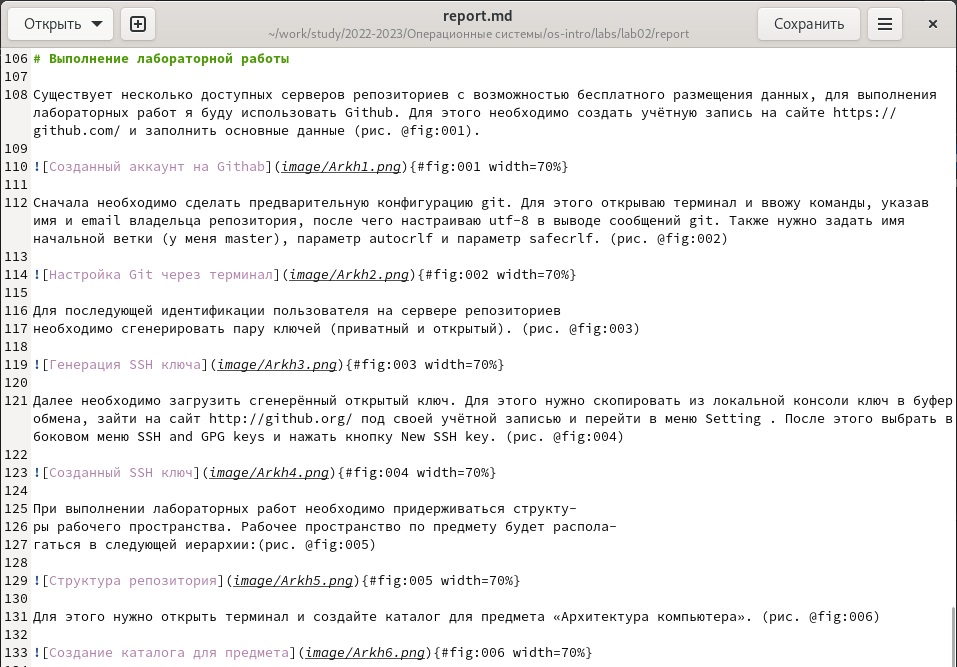 Открыть
report.md
~/work/study/2022-2023/Операционные системы/os-intro/labs/lab02/report
Сохранить
106 # Выполнение лабораторной работы
107
108 Существует несколько доступных серверов репозиториев с возможностью бесплатного размещения данных, для выполнения
лабораторных работ я буду использовать Github. Для этого необходимо создать учётную запись на сайте https://
github.com/ и заполнить основные данные (рис. @fig:001).
109
110 ![Созданный аккаунт на Githab](image/Arkh1.png){#fig:001 width=70%}
111
112 Сначала необходимо сделать предварительную конфигурацию git. Для этого открываю терминал и ввожу команды, указав
имя и email владельца репозитория, после чего настраиваю utf-8 в выводе сообщений git. Также нужно задать имя
начальной ветки (у меня master), параметр autocrlf и параметр safecrlf. (рис. @fig:002)
113
114 ![Настройка Git через терминал](image/Arkh2.png){#fig:002 width=70%}
115
116 Для последующей идентификации пользователя на сервере репозиториев
117 необходимо сгенерировать пару ключей (приватный и открытый). (рис. @fig:003)
118
119 ![Генерация SSH ключа](image/Arkh3.png){#fig:003 width=70%}
120
121 Далее необходимо загрузить сгенерённый открытый ключ. Для этого нужно скопировать из локальной консоли ключ в буфер
обмена, зайти на сайт http://github.org/ под своей учётной записью и перейти в меню Setting . После этого выбрать в
боковом меню SSH and GPG keys и нажать кнопку New SSH key. (рис. @fig:004)
122
123 ![Созданный SSH ключ](image/Arkh4.png){#fig:004 width=70%}
124
125 При выполнении лабораторных работ необходимо придерживаться структу-
126 ры рабочего пространства. Рабочее пространство по предмету будет распола-
127 гаться в следующей иерархии:(рис. @fig:005)
128
129 ![Структура репозитория](image/Arkh5.png){#fig:005 width=70%}
130
131 Для этого нужно открыть терминал и создайте каталог для предмета «Архитектура компьютера». (рис. @fig:006)
132
133 ![Создание каталога для предмета](image/Arkh6.png){#fig:006 width=70%}